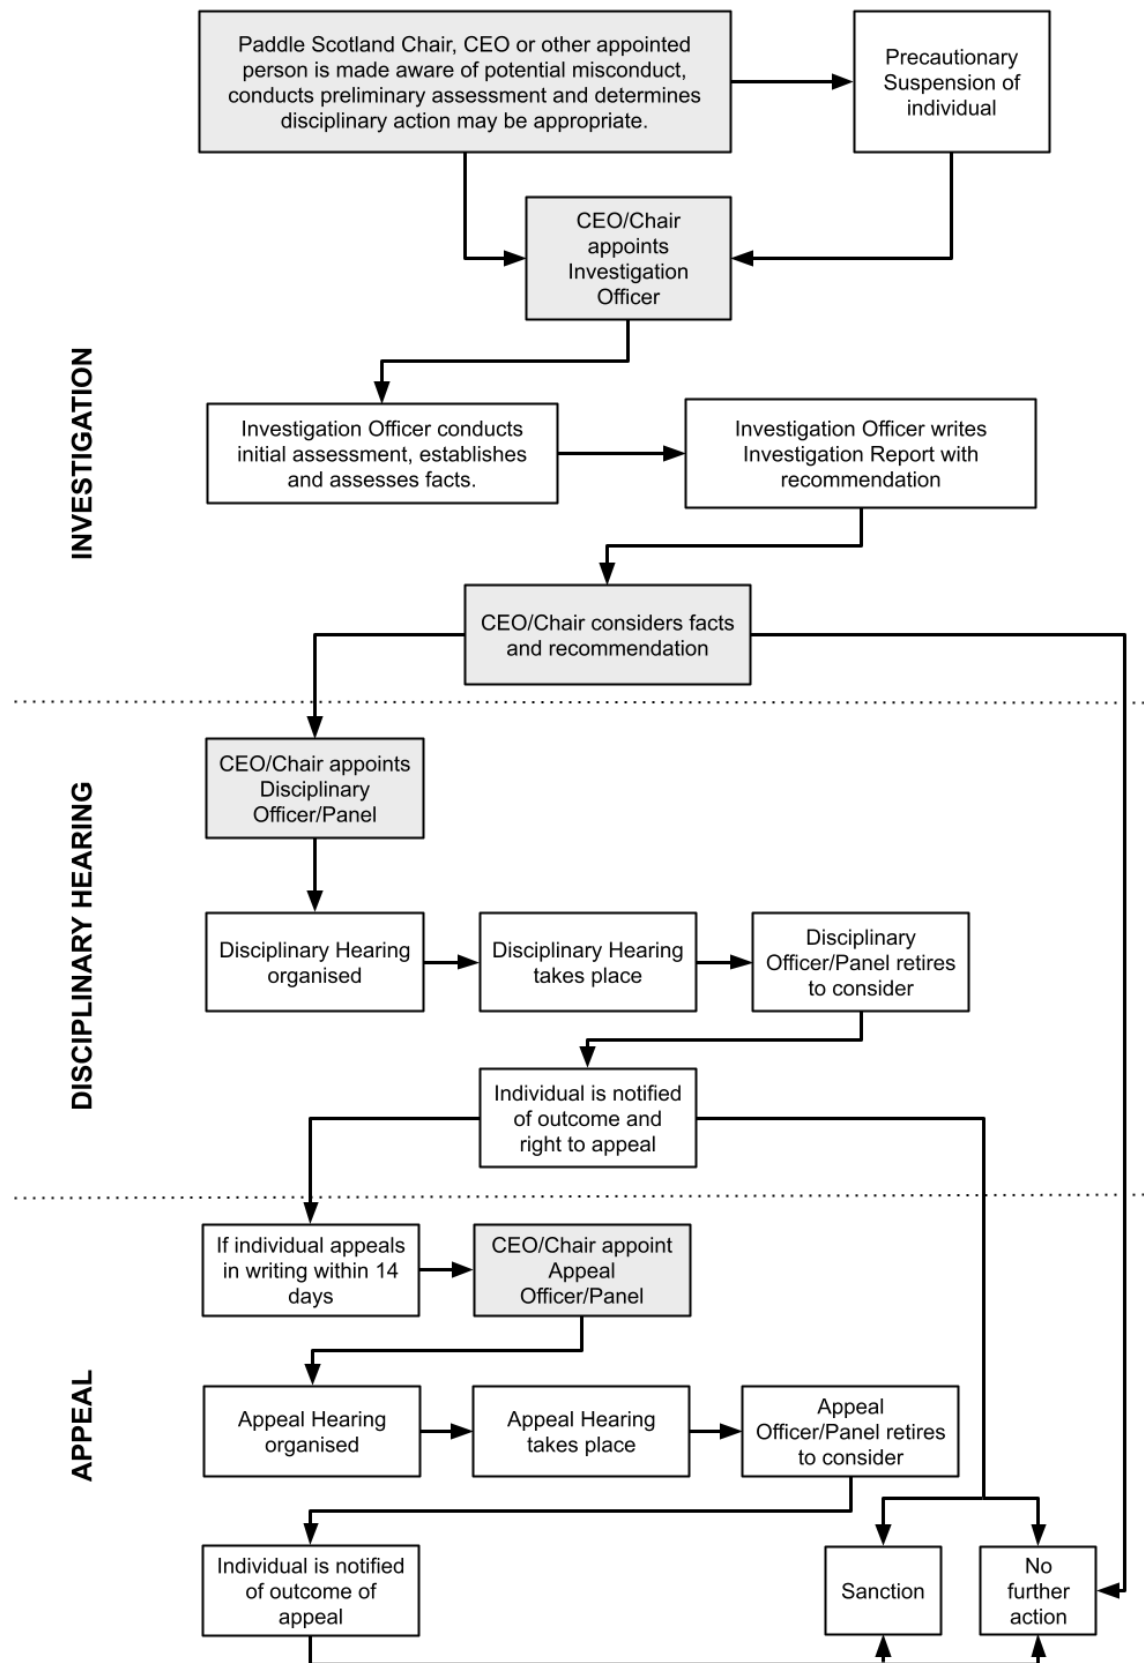 Paddle Scotland Chair, CEO or other appointed
person is made aware of potential misconduct,
conducts preliminary assessment and determines
disciplinary action may be appropriate.
Precautionary
Suspension of
individual
CEO/Chair
appoints
Investigation
Officer
INVESTIGATION
Investigation Officer conducts
initial assessment, establishes
and assesses facts.
Investigation Officer writes
Investigation Report with
recommendation
CEO/Chair considers facts
and recommendation
DISCIPLINARY HEARING
CEO/Chair appoints
Disciplinary
Officer/Panel
Disciplinary Hearing
organised
Disciplinary Hearing
takes place
Disciplinary
Officer/Panel retires
to consider
Individual is notified
of outcome and
right to appeal
APPEAL
If individual appeals
in writing within 14
days
CEO/Chair appoint
Appeal
Officer/Panel
Appeal Hearing
organised
Appeal Hearing
takes place
Appeal
Officer/Panel retires
to consider
Individual is notified
of outcome of
appeal
Sanction
No
further
action